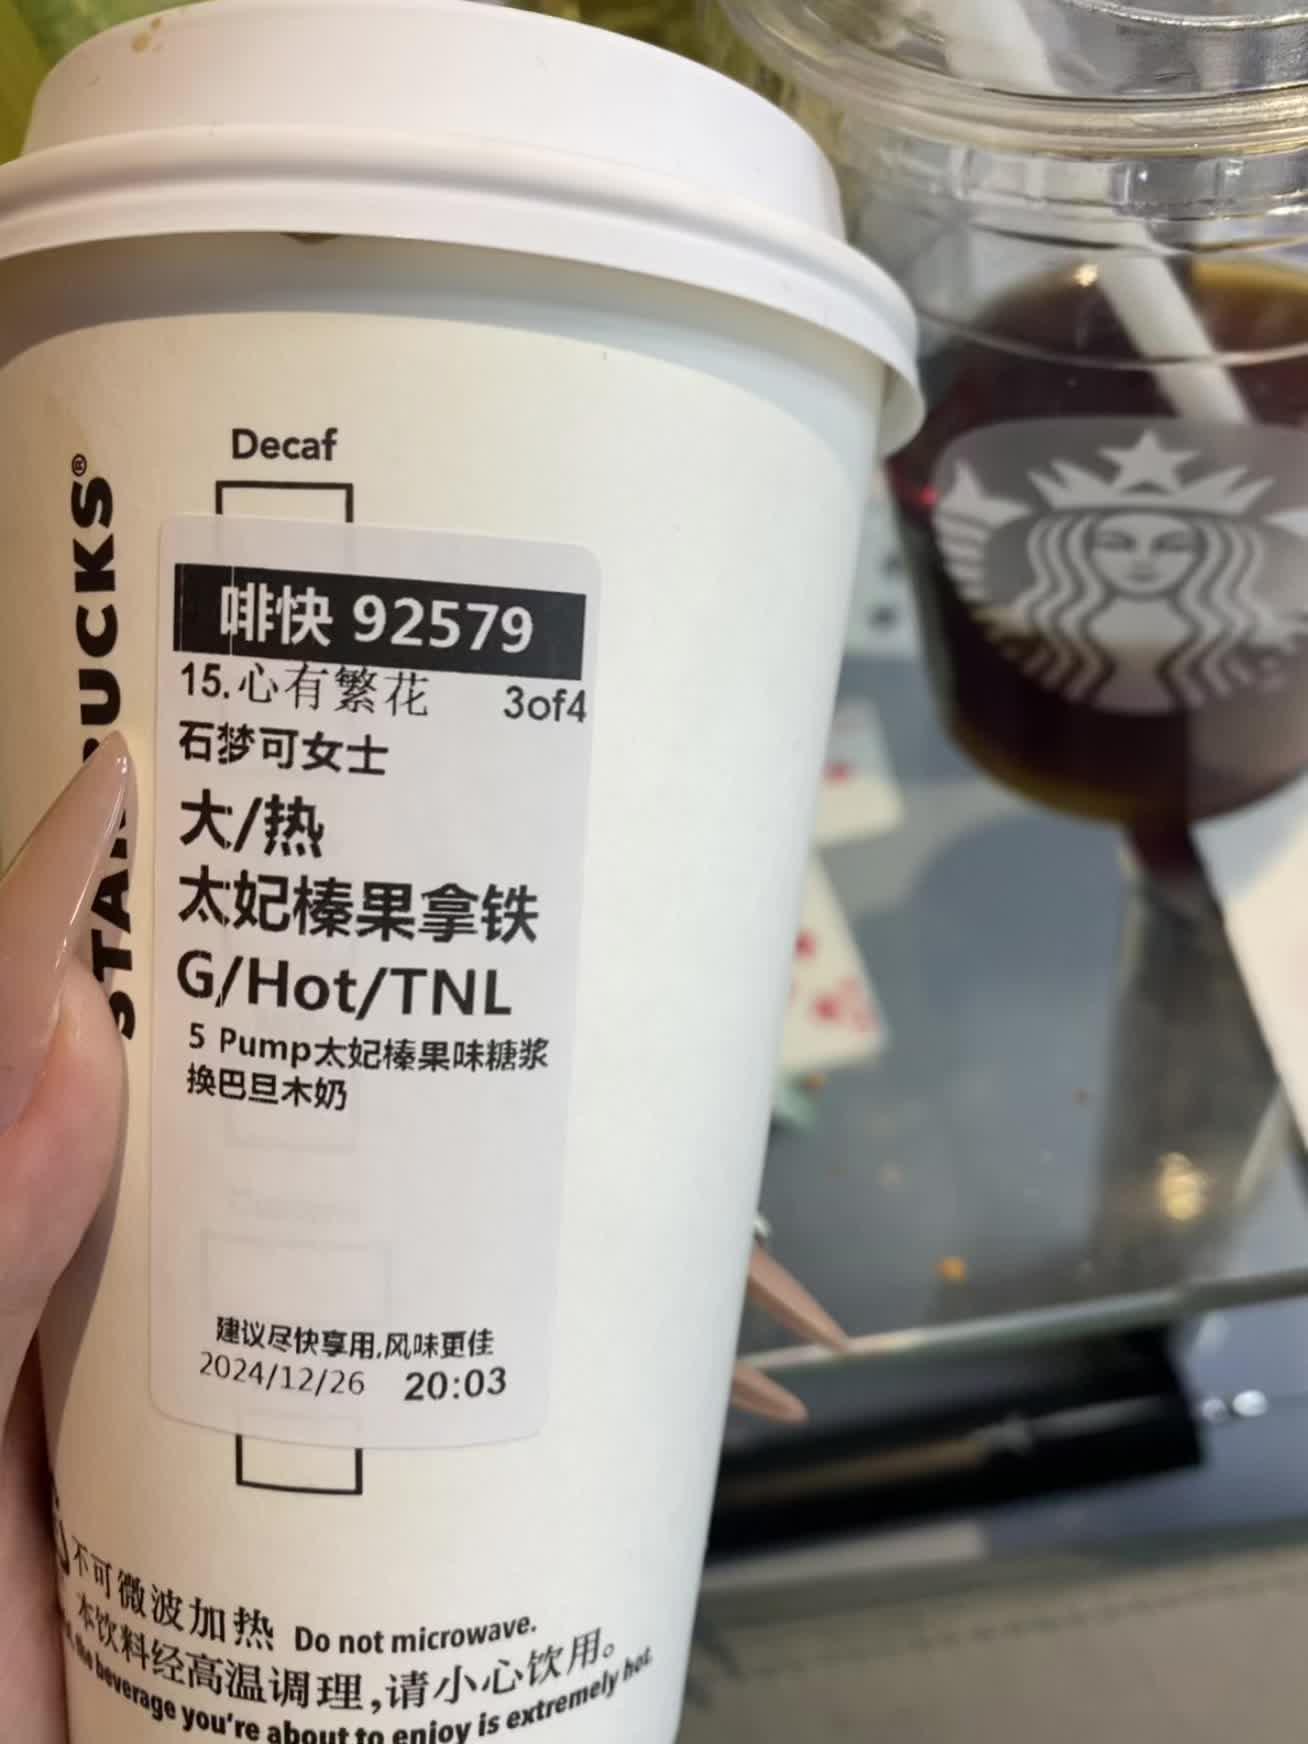 Decaf
STARBUCKS®
啡快 92579
15.心有繁花 3of4
石梦可女士
大/热
太妃榛果拿铁
G/Hot/TNL
5 Pump太妃榛果味糖浆
换巴旦木奶
建议尽快享用,风味更佳
2024/12/26 20:03
不可微波加热 Do not microwave.
本饮料经高温调理,请小心饮用。
the beverage you're about to enjoy is extremely hot.